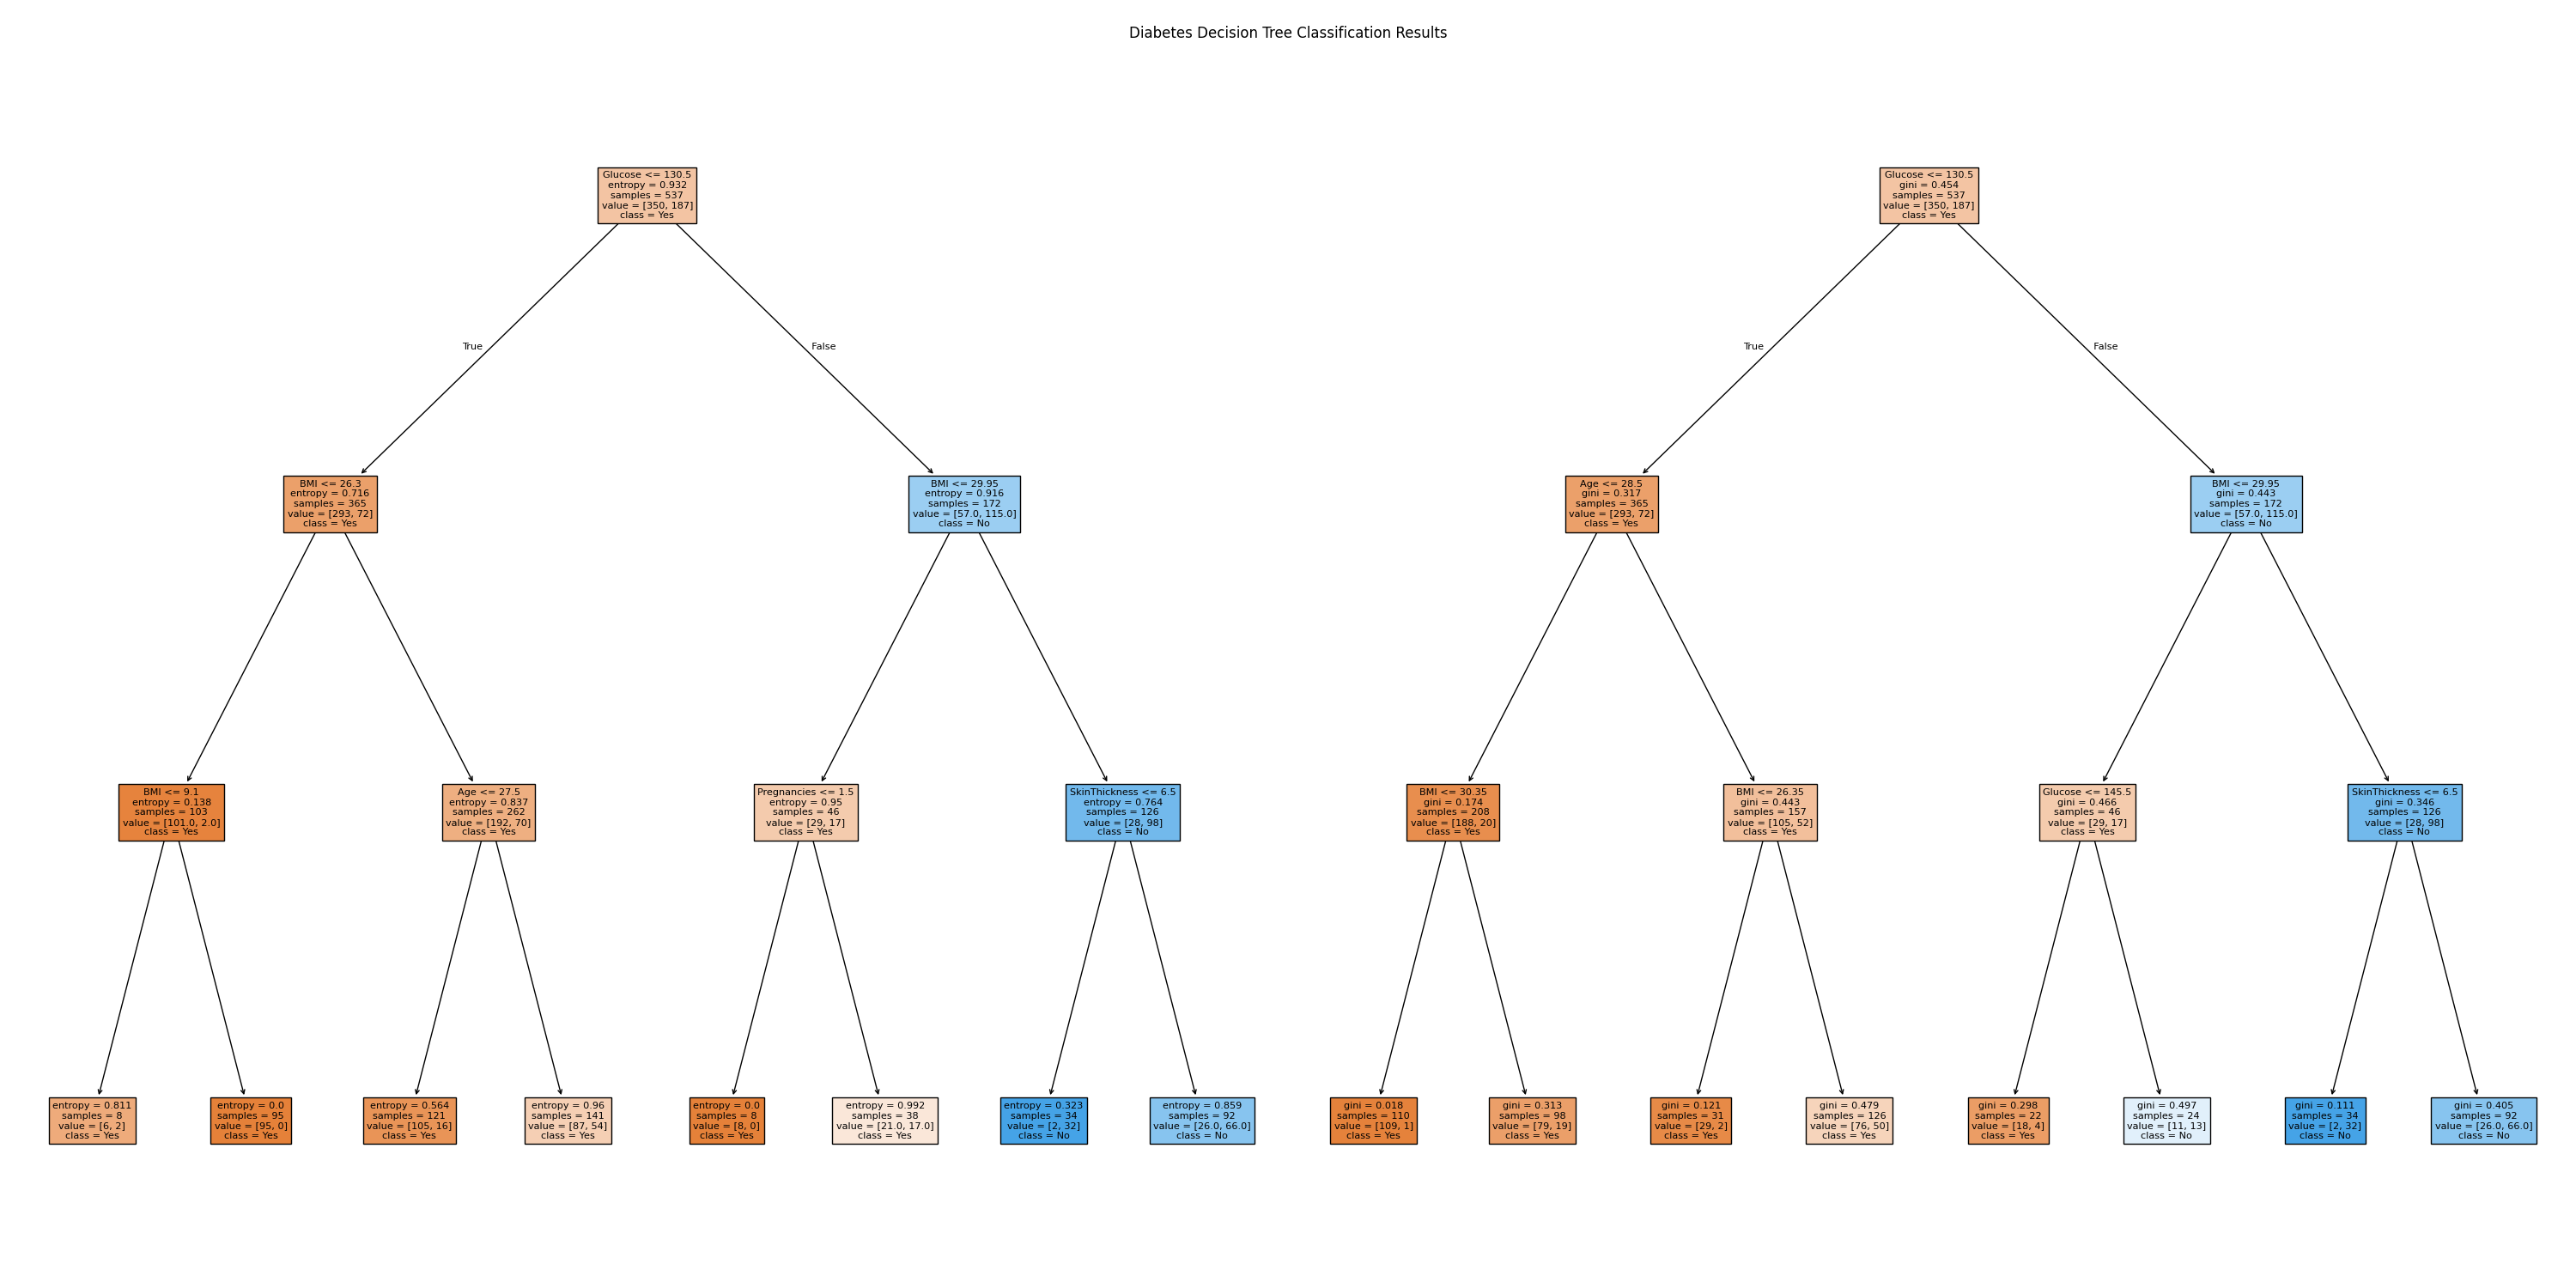 Diabetes Decision Tree Classification Results
Glucose <= 130.5
entropy = 0.932
samples = 537
value = [350, 187]
class = Yes
True
False
BMI <= 26.3
entropy = 0.716
samples = 365
value = [293, 72]
class = Yes
BMI <= 29.95
entropy = 0.916
samples = 172
value = [57.0, 115.0]
class = No
BMI <= 9.1
entropy = 0.138
samples = 103
value = [101.0, 2.0]
class = Yes
Age <= 27.5
entropy = 0.837
samples = 262
value = [192, 70]
class = Yes
Pregnancies <= 1.5
entropy = 0.95
samples = 46
value = [29, 17]
class = Yes
SkinThickness <= 6.5
entropy = 0.764
samples = 126
value = [28, 98]
class = No
entropy = 0.811
samples = 8
value = [6, 2]
class = Yes
entropy = 0.0
samples = 95
value = [95, 0]
class = Yes
entropy = 0.564
samples = 121
value = [105, 16]
class = Yes
entropy = 0.96
samples = 141
value = [87, 54]
class = Yes
entropy = 0.0
samples = 8
value = [8, 0]
class = Yes
entropy = 0.992
samples = 38
value = [21.0, 17.0]
class = Yes
entropy = 0.323
samples = 34
value = [2, 32]
class = No
entropy = 0.859
samples = 92
value = [26.0, 66.0]
class = No
Glucose <= 130.5
gini = 0.454
samples = 537
value = [350, 187]
class = Yes
True
False
Age <= 28.5
gini = 0.317
samples = 365
value = [293, 72]
class = Yes
BMI <= 29.95
gini = 0.443
samples = 172
value = [57.0, 115.0]
class = No
BMI <= 30.35
gini = 0.174
samples = 208
value = [188, 20]
class = Yes
BMI <= 26.35
gini = 0.443
samples = 157
value = [105, 52]
class = Yes
Glucose <= 145.5
gini = 0.466
samples = 46
value = [29, 17]
class = Yes
SkinThickness <= 6.5
gini = 0.346
samples = 126
value = [28, 98]
class = No
gini = 0.018
samples = 110
value = [109, 1]
class = Yes
gini = 0.313
samples = 98
value = [79, 19]
class = Yes
gini = 0.121
samples = 31
value = [29, 2]
class = Yes
gini = 0.479
samples = 126
value = [76, 50]
class = Yes
gini = 0.298
samples = 22
value = [18, 4]
class = Yes
gini = 0.497
samples = 24
value = [11, 13]
class = No
gini = 0.111
samples = 34
value = [2, 32]
class = No
gini = 0.405
samples = 92
value = [26.0, 66.0]
class = No